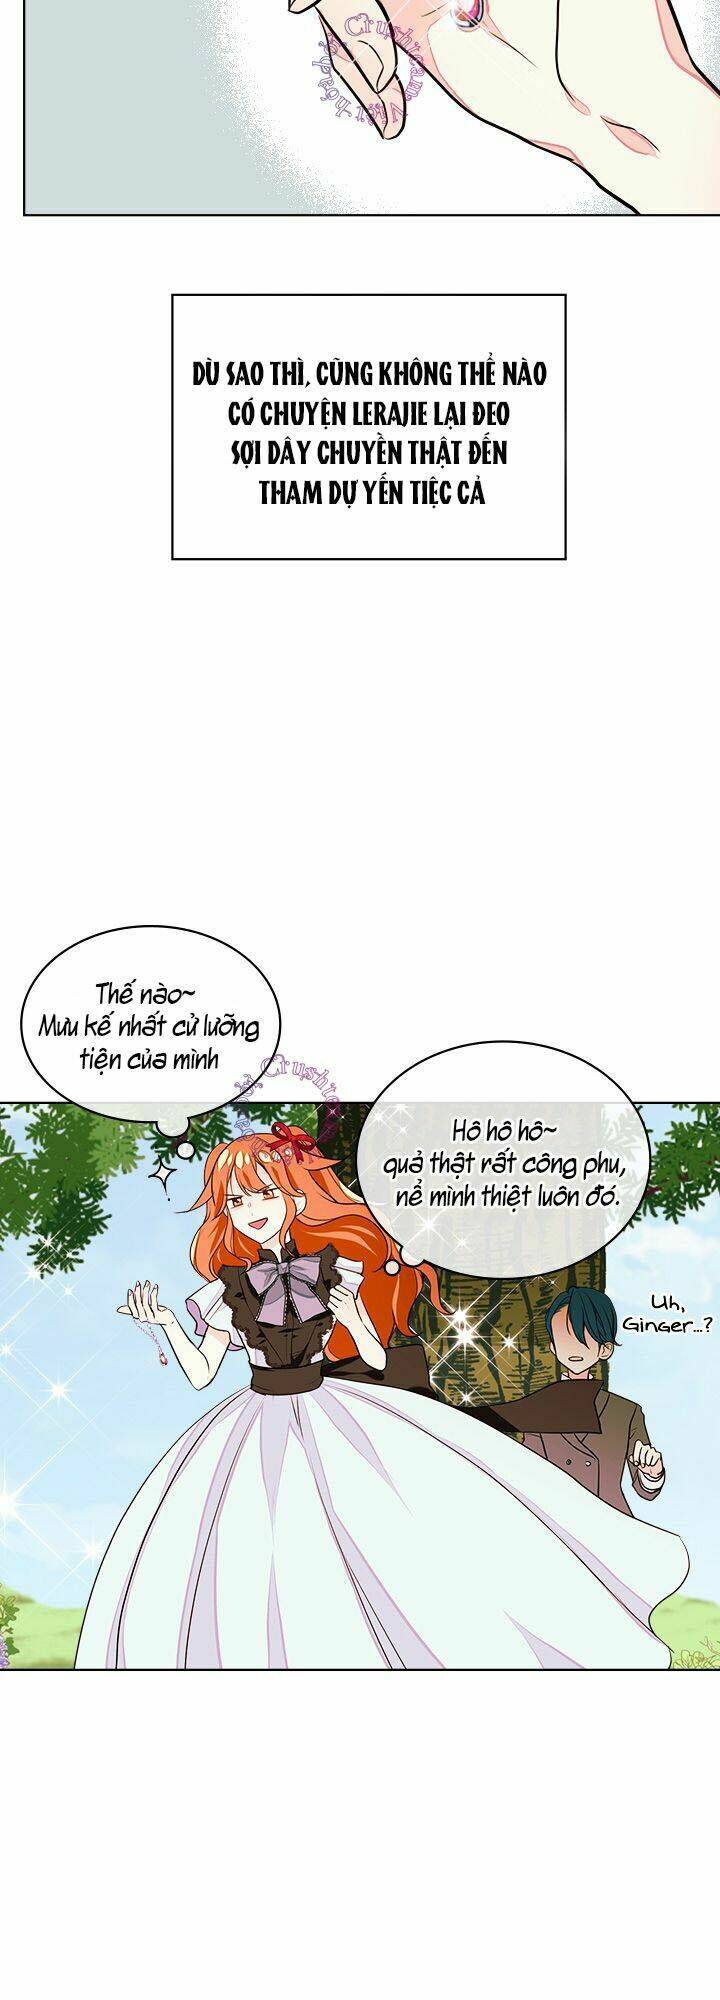 DÙ SAO THÌ, CŨNG KHÔNG THỂ NÀO
CÓ CHUYỆN LERAJIE LẠI ĐEO
SỢI DÂY CHUYỀN THẬT ĐẾN
THAM DỰ YẾN TIỆC CẢ
Thế nào~
Mưu kế nhất cử lưỡng
tiện của mình
Hô hô hô~
quả thật rất công phu,
nể mình thiệt luôn đó.
Uh,
Ginger...?